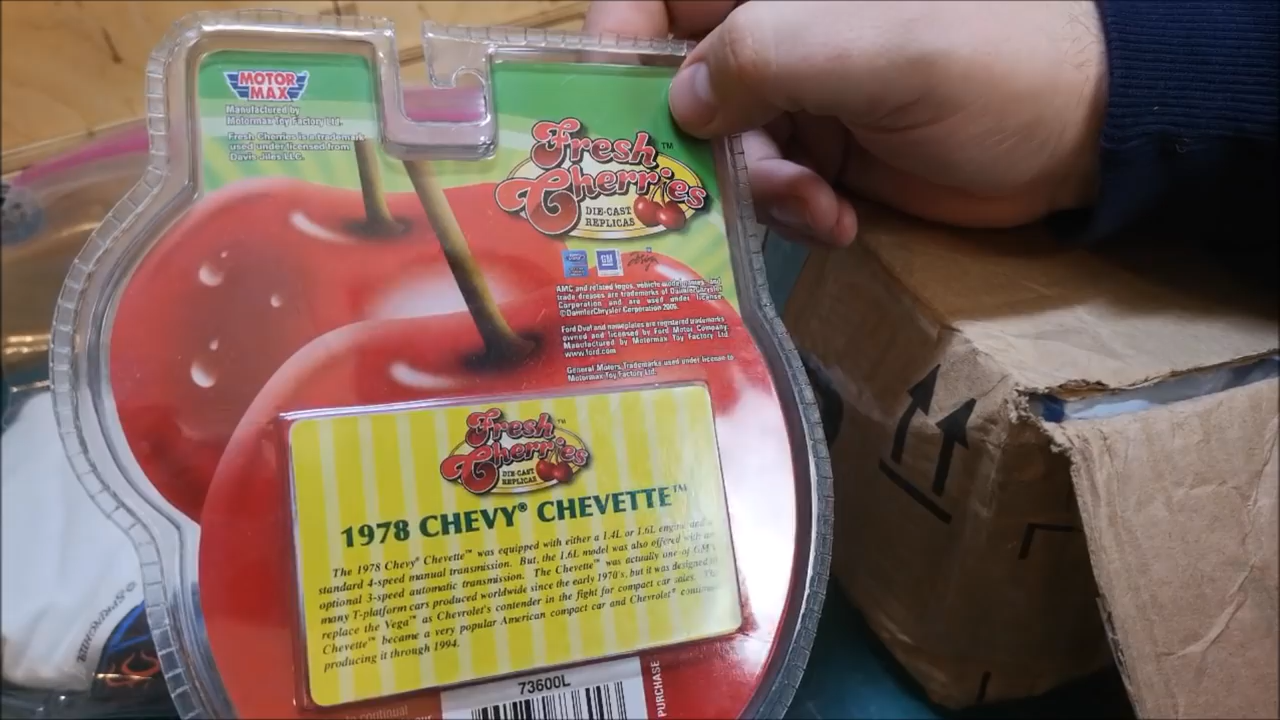 MOTOR
MAX
Manufactured by
Motormax Toy Factory Ltd.
Fresh Cherries is a trademark
used under licensed from
Davis Jiles LLC.
Fresh™
Cherries
DIE-CAST
REPLICAS
GM
AMC and related logos, vehicle model names, and
trade dresses are trademarks of DaimlerChrysler
Corporation and are used under license.
©DaimlerChrysler Corporation
Ford Oval and nameplates are registered trademarks
owned and licensed by Ford Motor Company.
Manufactured by Motormax Toy Factory Ltd.
www.ford.com
General Motors Trademarks used under license to
Motormax Toy Factory Ltd.
Fresh™
Cherries
DIE-CAST
REPLICAS
1978 CHEVY® CHEVETTE™
The 1978 Chevy® Chevette™ was equipped with either a 1.4L or 1.6L engine and a
standard 4-speed manual transmission. But, the 1.6L model was also offered with an
optional 3-speed automatic transmission. The Chevette™ was actually one of GM's
many T-platform cars produced worldwide since the early 1970's, but it was designed to
replace the Vega™ as Chevrolet's contender in the fight for compact car sales. The
Chevette™ became a very popular American compact car and Chevrolet®
producing it through 1994.
73600L
PURCHASE
continual